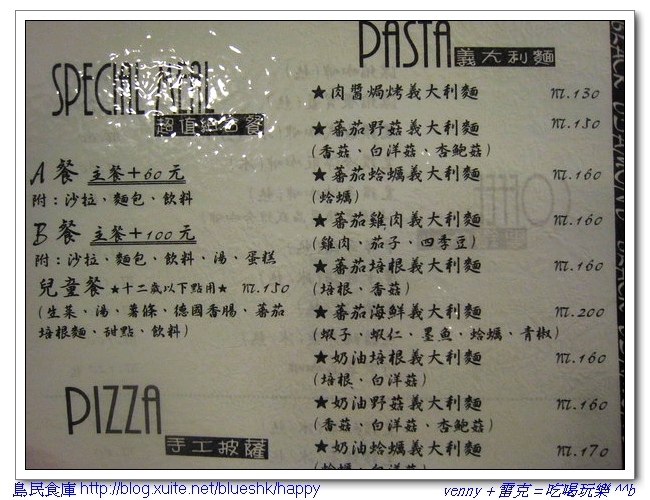 SPECIAL MEAL
超值組合餐
A 餐 主餐+60元
附：沙拉、麵包、飲料
B 餐 主餐+100元
附：沙拉、麵包、飲料、湯、蛋糕
兒童餐 ★十二歲以下點用★ nt.150
(生菜、湯、薯條、德國香腸、蕃茄
培根麵、甜點、飲料)
PIZZA
手工披薩
PASTA 義大利麵
★肉醬焗烤義大利麵 nt.130
★蕃茄野菇義大利麵 nt.150
(香菇、白洋菇、杏鮑菇)
★蕃茄蛤蠣義大利麵 nt.160
(蛤蠣)
★蕃茄雞肉義大利麵 nt.160
(雞肉、茄子、四季豆)
★蕃茄培根義大利麵 nt.160
(培根、香菇)
★蕃茄海鮮義大利麵 nt.200
(蝦子、蝦仁、墨魚、蛤蠣、青椒)
★奶油培根義大利麵 nt.160
(培根、白洋菇)
★奶油野菇義大利麵 nt.160
(香菇、白洋菇、杏鮑菇)
★奶油蛤蠣義大利麵 nt.170
島民食庫 http://blog.xuite.net/blueshk/happy
venny + 雷克 = 吃喝玩樂 ^^b